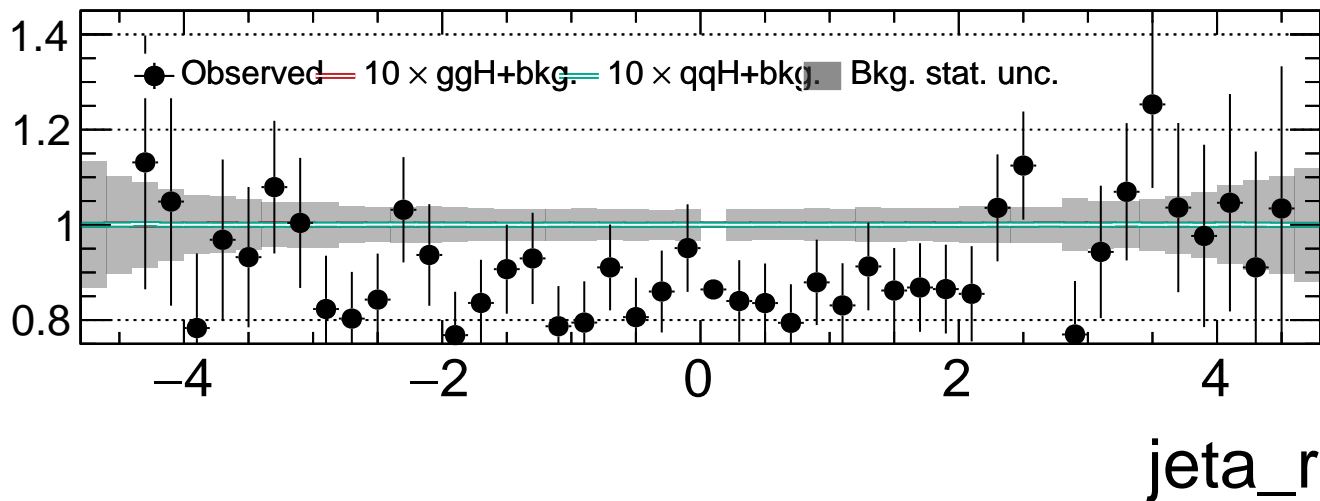 1.4
Observed 10 × ggH+bkg. 10 × qqH+bkg. Bkg. stat. unc.
1.2
1
0.8
−4 −2 0 2 4
jeta_r